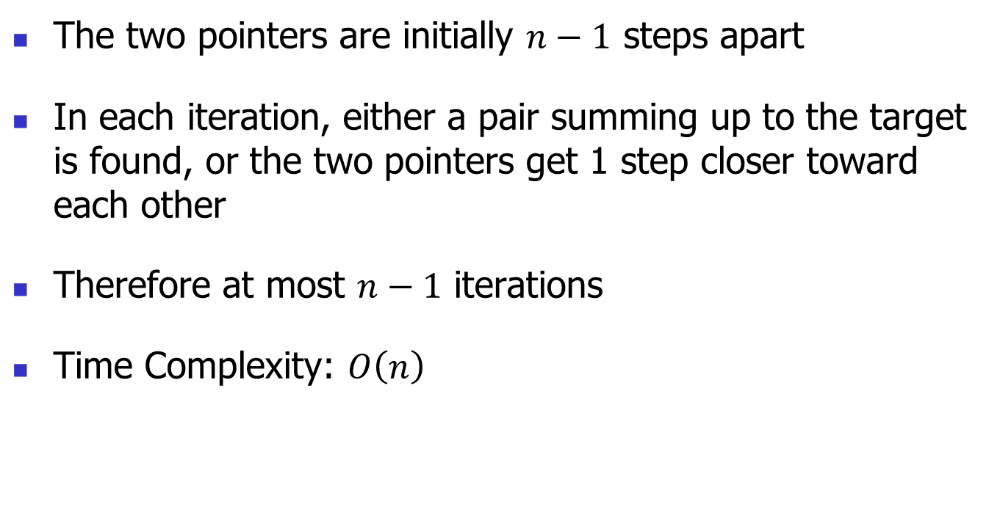 ▪ The two pointers are initially n − 1 steps apart
▪ In each iteration, either a pair summing up to the target
is found, or the two pointers get 1 step closer toward
each other
▪ Therefore at most n − 1 iterations
▪ Time Complexity: O(n)